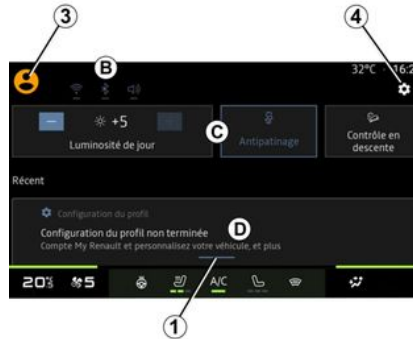 3
4
B
32°C 16:2
+5
C
Luminosité de jour
Antipatinage
Contrôle en
descente
Récent
Configuration du profil
Configuration du profil non terminée
D
Compte My Renault et personnalisez votre véhicule, et plus
20 5
A/C
1